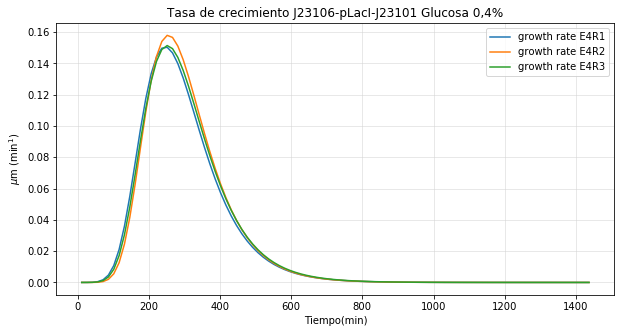 Tasa de crecimiento J23106-pLacI-J23101 Glucosa 0,4%
growth rate E4R1
growth rate E4R2
growth rate E4R3
μm (min¹)
0.16
0.14
0.12
0.10
0.08
0.06
0.04
0.02
0.00
0 200 400 600 800 1000 1200 1400
Tiempo(min)